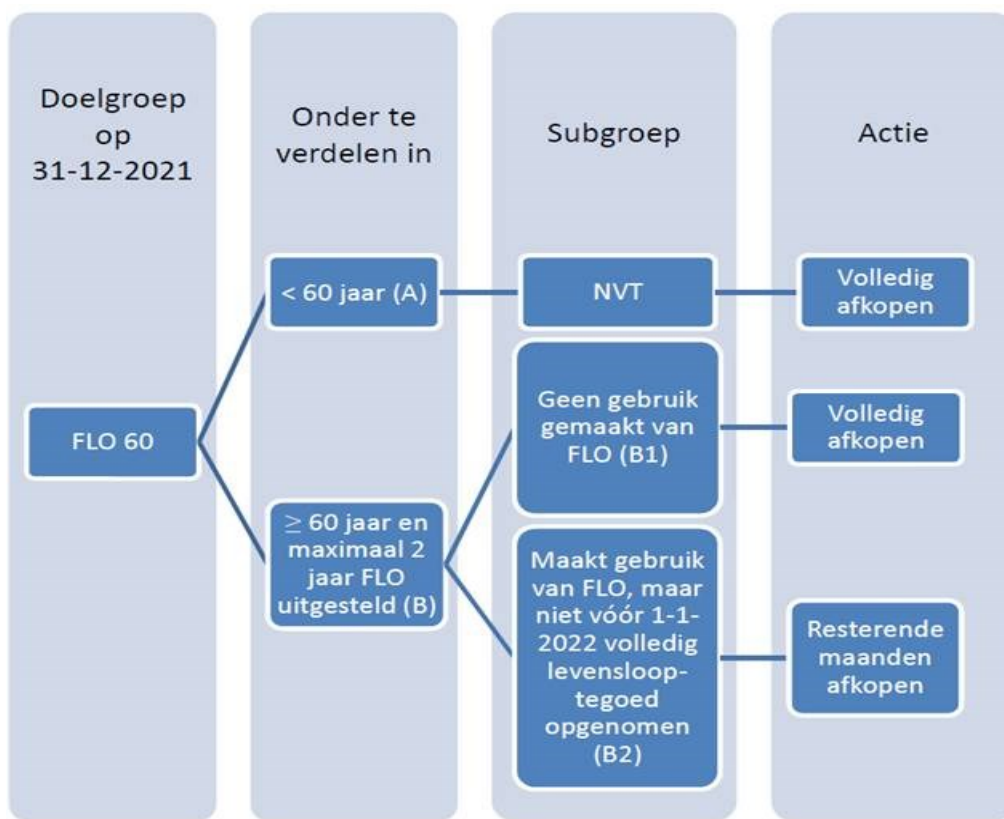 Doelgroep
op
31-12-2021
Onder te
verdelen in
Subgroep
Actie
< 60 jaar (A)
NVT
Volledig
afkopen
FLO 60
Geen gebruik
gemaakt van
FLO (B1)
Volledig
afkopen
≥ 60 jaar en
maximaal 2
jaar FLO
uitgesteld (B)
Maakt gebruik
van FLO, maar
niet vóór 1-1-
2022 volledig
levensloop-
tegoed
opgenomen
(B2)
Resterende
maanden
afkopen